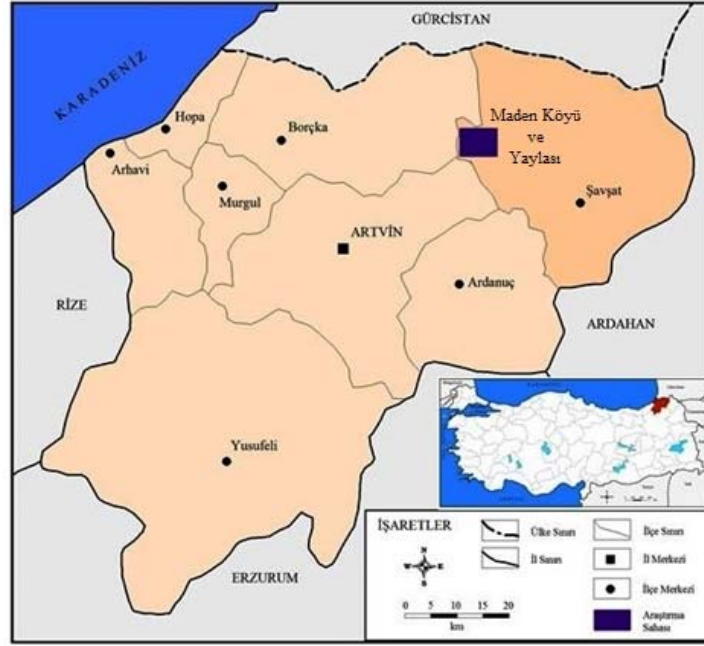 GÜRCİSTAN
KARADENİZ
Hopa
Borçka
Maden Köyü
ve
Yaylası
Arhavi
Murgul
Şavşat
ARTVİN
Ardanuç
RİZE
ARDAHAN
Yusufeli
ERZURUM
İŞARETLER
N
W
E
S
0 5 10 15 20
km
Ülke Sınırı
İl Sınırı
İlçe Sınırı
İl Merkezi
İlçe Merkezi
Araştırma
Sahası